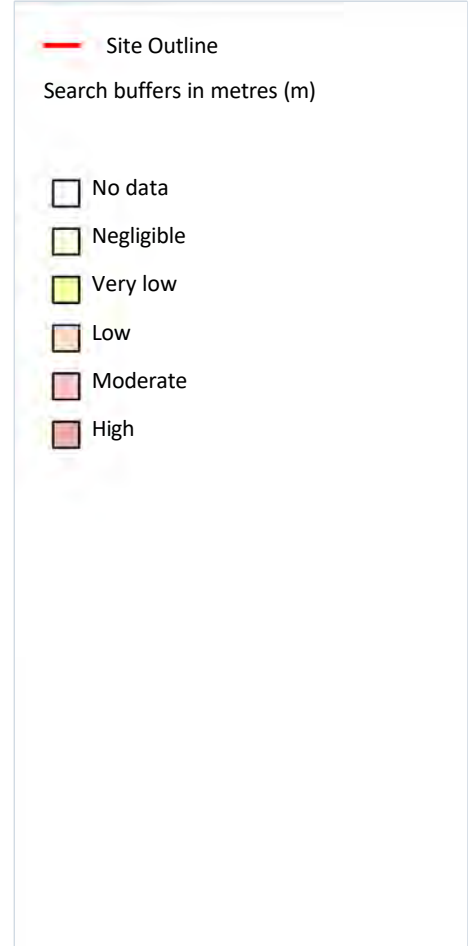 Site Outline
Search buffers in metres (m)
No data
Negligible
Very low
Low
Moderate
High